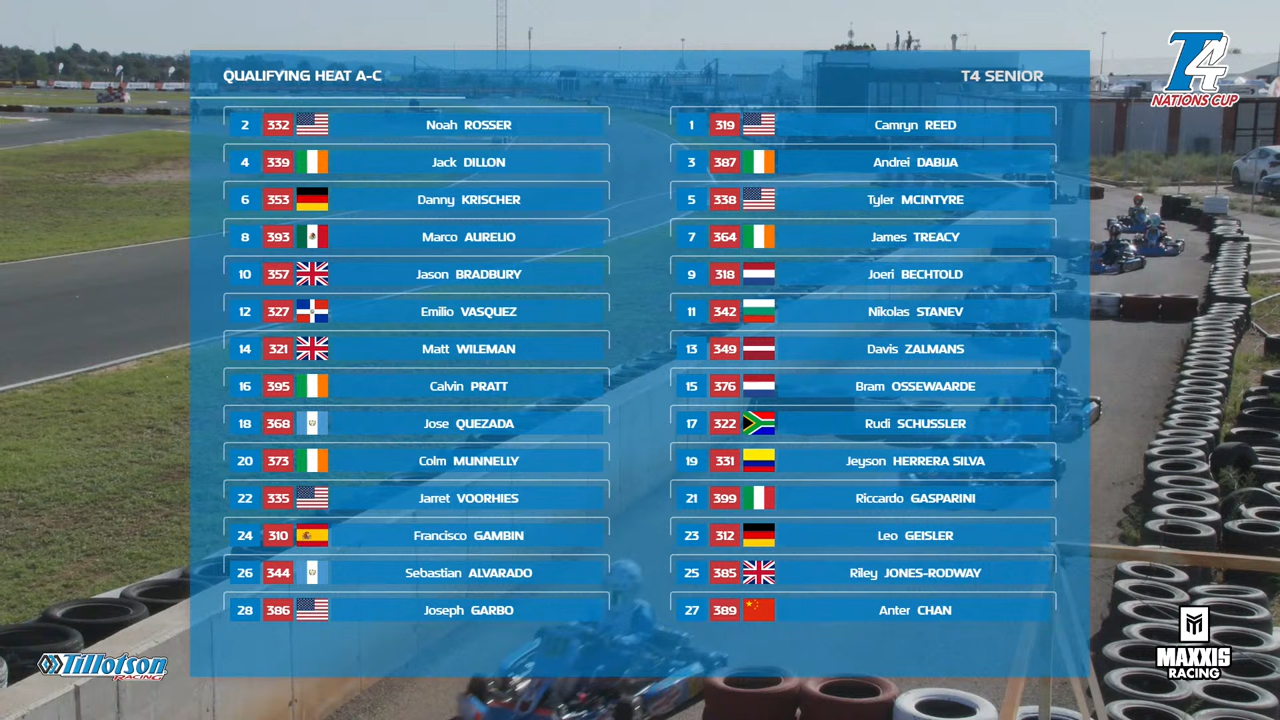 T4
NATIONS CUP
QUALIFYING HEAT A-C T4 SENIOR
2 332 Noah ROSSER 1 319 Camryn REED
4 339 Jack DILLON 3 387 Andrei DABIJA
6 353 Danny KRISCHER 5 338 Tyler MCINTYRE
8 393 Marco AURELIO 7 364 James TREACY
10 357 Jason BRADBURY 9 318 Joeri BECHTOLD
12 327 Emilio VASQUEZ 11 342 Nikolas STANEV
14 321 Matt WILEMAN 13 349 Davis ZALMANS
16 395 Calvin PRATT 15 376 Bram OSSEWAARDE
18 368 Jose QUEZADA 17 322 Rudi SCHUSSLER
20 373 Colm MUNNELLY 19 331 Jeyson HERRERA SILVA
22 335 Jarret VOORHIES 21 399 Riccardo GASPARINI
24 310 Francisco GAMBIN 23 312 Leo GEISLER
26 344 Sebastian ALVARADO 25 385 Riley JONES-RODWAY
28 386 Joseph GARBO 27 389 Anter CHAN
Tillotson
RACING
MAXXIS
RACING